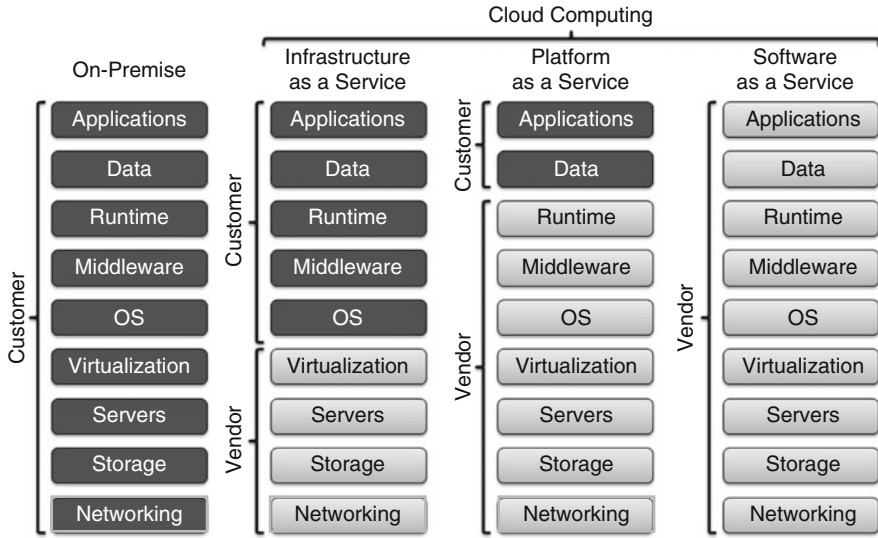 Cloud Computing
On-Premise
Infrastructure
as a Service
Platform
as a Service
Software
as a Service
Customer
Applications
Data
Runtime
Middleware
OS
Virtualization
Servers
Storage
Networking
Customer
Vendor
Applications
Data
Runtime
Middleware
OS
Virtualization
Servers
Storage
Networking
Customer
Vendor
Applications
Data
Runtime
Middleware
OS
Virtualization
Servers
Storage
Networking
Vendor
Applications
Data
Runtime
Middleware
OS
Virtualization
Servers
Storage
Networking